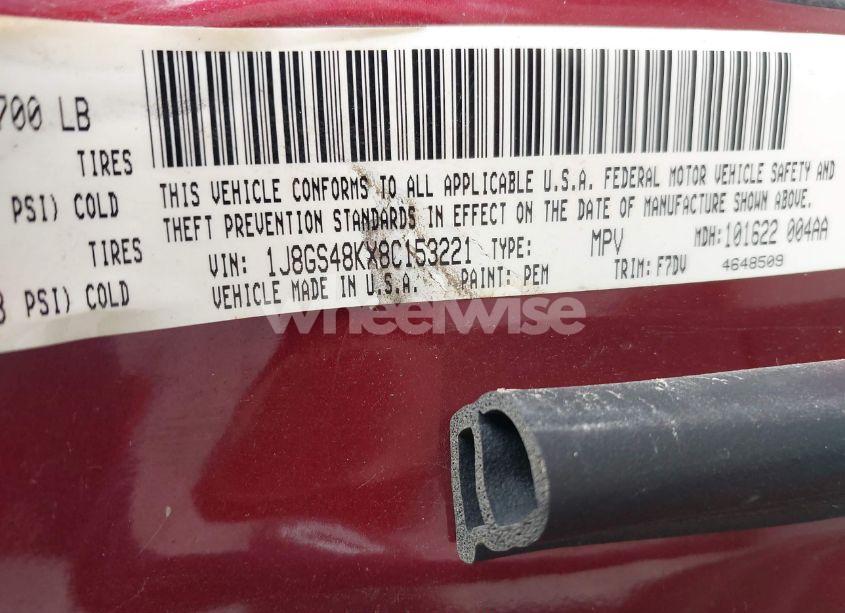 700 LB
TIRES
PSI) COLD
TIRES
PSI) COLD
THIS VEHICLE CONFORMS TO ALL APPLICABLE U.S.A. FEDERAL MOTOR VEHICLE SAFETY AND
THEFT PREVENTION STANDARDS IN EFFECT ON THE DATE OF MANUFACTURE SHOWN ABOVE.
VIN: 1J8GS48KX8C153221 TYPE: MPV MDH: 101622 004AA
VEHICLE MADE IN U.S.A. PAINT: PEM TRIM: F7DV 4648509
wheelwise